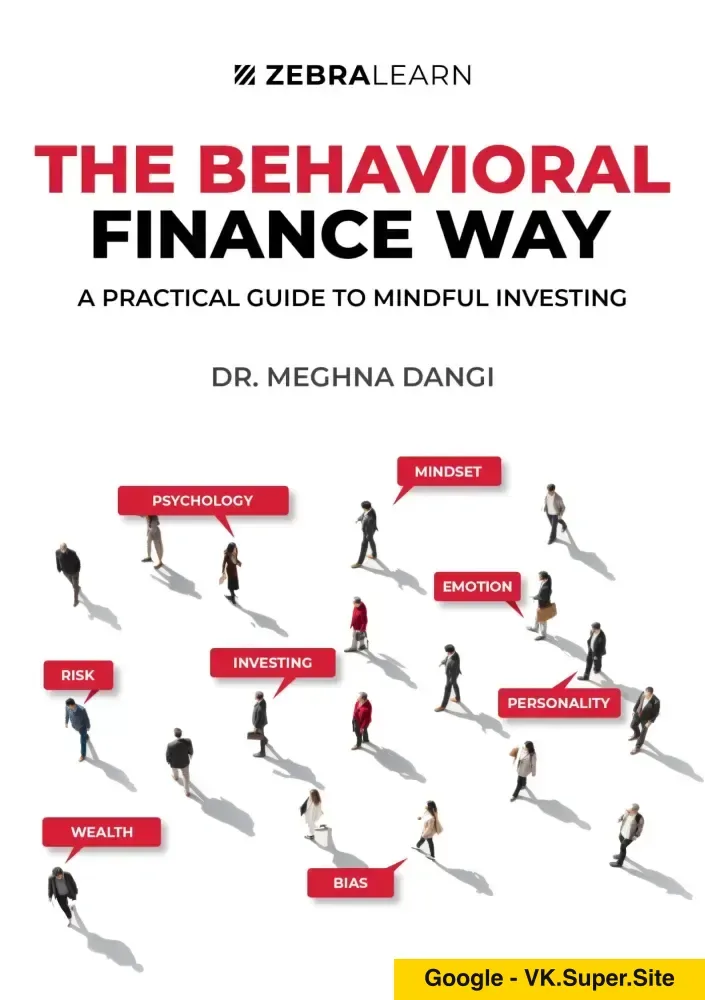 ZEBRALEARN
THE BEHAVIORAL
FINANCE WAY
A PRACTICAL GUIDE TO MINDFUL INVESTING
DR. MEGHNA DANGI
MINDSET
PSYCHOLOGY
EMOTION
INVESTING
RISK
PERSONALITY
WEALTH
BIAS
Google - VK.Super.Site